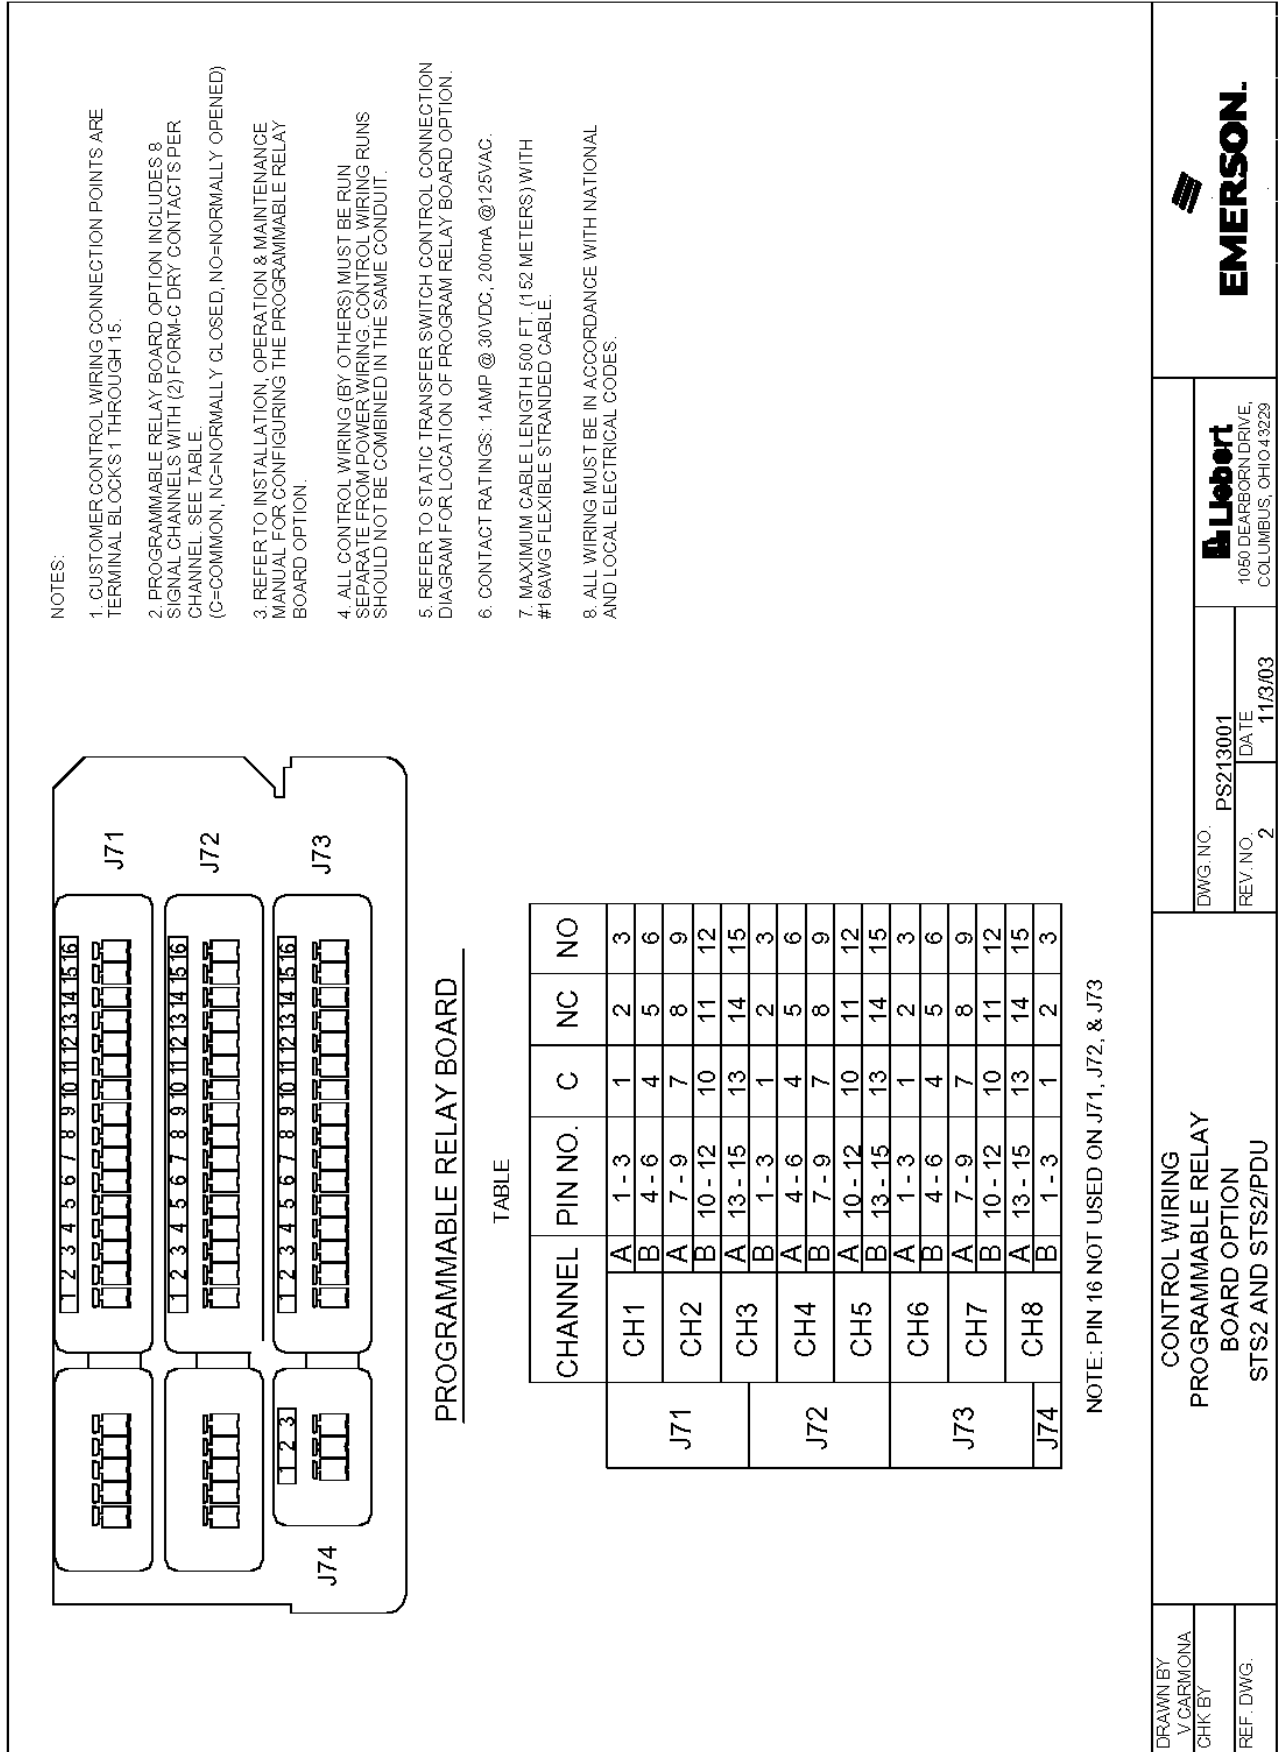 J71
1 2 3 4 5 6 7 8 9 10 11 12 13 14 15 16
J72
1 2 3 4 5 6 7 8 9 10 11 12 13 14 15 16
J73
1 2 3 4 5 6 7 8 9 10 11 12 13 14 15 16
J74
1 2 3
PROGRAMMABLE RELAY BOARD
NOTES:
1. CUSTOMER CONTROL WIRING CONNECTION POINTS ARE
TERMINAL BLOCKS 1 THROUGH 15.
2. PROGRAMMABLE RELAY BOARD OPTION INCLUDES 8
SIGNAL CHANNELS WITH (2) FORM-C DRY CONTACTS PER
CHANNEL. SEE TABLE.
(C=COMMON, NC=NORMALLY CLOSED, NO=NORMALLY OPENED)
3. REFER TO INSTALLATION, OPERATION & MAINTENANCE
MANUAL FOR CONFIGURING THE PROGRAMMABLE RELAY
BOARD OPTION.
4. ALL CONTROL WIRING (BY OTHERS) MUST BE RUN
SEPARATE FROM POWER WIRING. CONTROL WIRING RUNS
SHOULD NOT BE COMBINED IN THE SAME CONDUIT.
5. REFER TO STATIC TRANSFER SWITCH CONTROL CONNECTION
DIAGRAM FOR LOCATION OF PROGRAM RELAY BOARD OPTION.
6. CONTACT RATINGS: 1AMP @ 30VDC, 200mA @125VAC.
7. MAXIMUM CABLE LENGTH 500 FT. (152 METERS) WITH
#16AWG FLEXIBLE STRANDED CABLE.
8. ALL WIRING MUST BE IN ACCORDANCE WITH NATIONAL
AND LOCAL ELECTRICAL CODES.
TABLE
CHANNEL PIN NO. C NC NO
J71 CH1 A 1 - 3 1 2 3
B 4 - 6 4 5 6
CH2 A 7 - 9 7 8 9
B 10 - 12 10 11 12
CH3 A 13 - 15 13 14 15
J72 B 1 - 3 1 2 3
CH4 A 4 - 6 4 5 6
B 7 - 9 7 8 9
CH5 A 10 - 12 10 11 12
B 13 - 15 13 14 15
J73 CH6 A 1 - 3 1 2 3
B 4 - 6 4 5 6
CH7 A 7 - 9 7 8 9
B 10 - 12 10 11 12
CH8 A 13 - 15 13 14 15
J74 B 1 - 3 1 2 3
NOTE: PIN 16 NOT USED ON J71, J72, & J73
DRAWN BY
V CARMONA
CHK BY
REF. DWG.
CONTROL WIRING
PROGRAMMABLE RELAY
BOARD OPTION
STS2 AND STS2/PDU
DWG. NO.
PS213001
REV. NO.
2
DATE
11/3/03
Liebert
1050 DEARBORN DRIVE,
COLUMBUS, OHIO 43229
EMERSON.